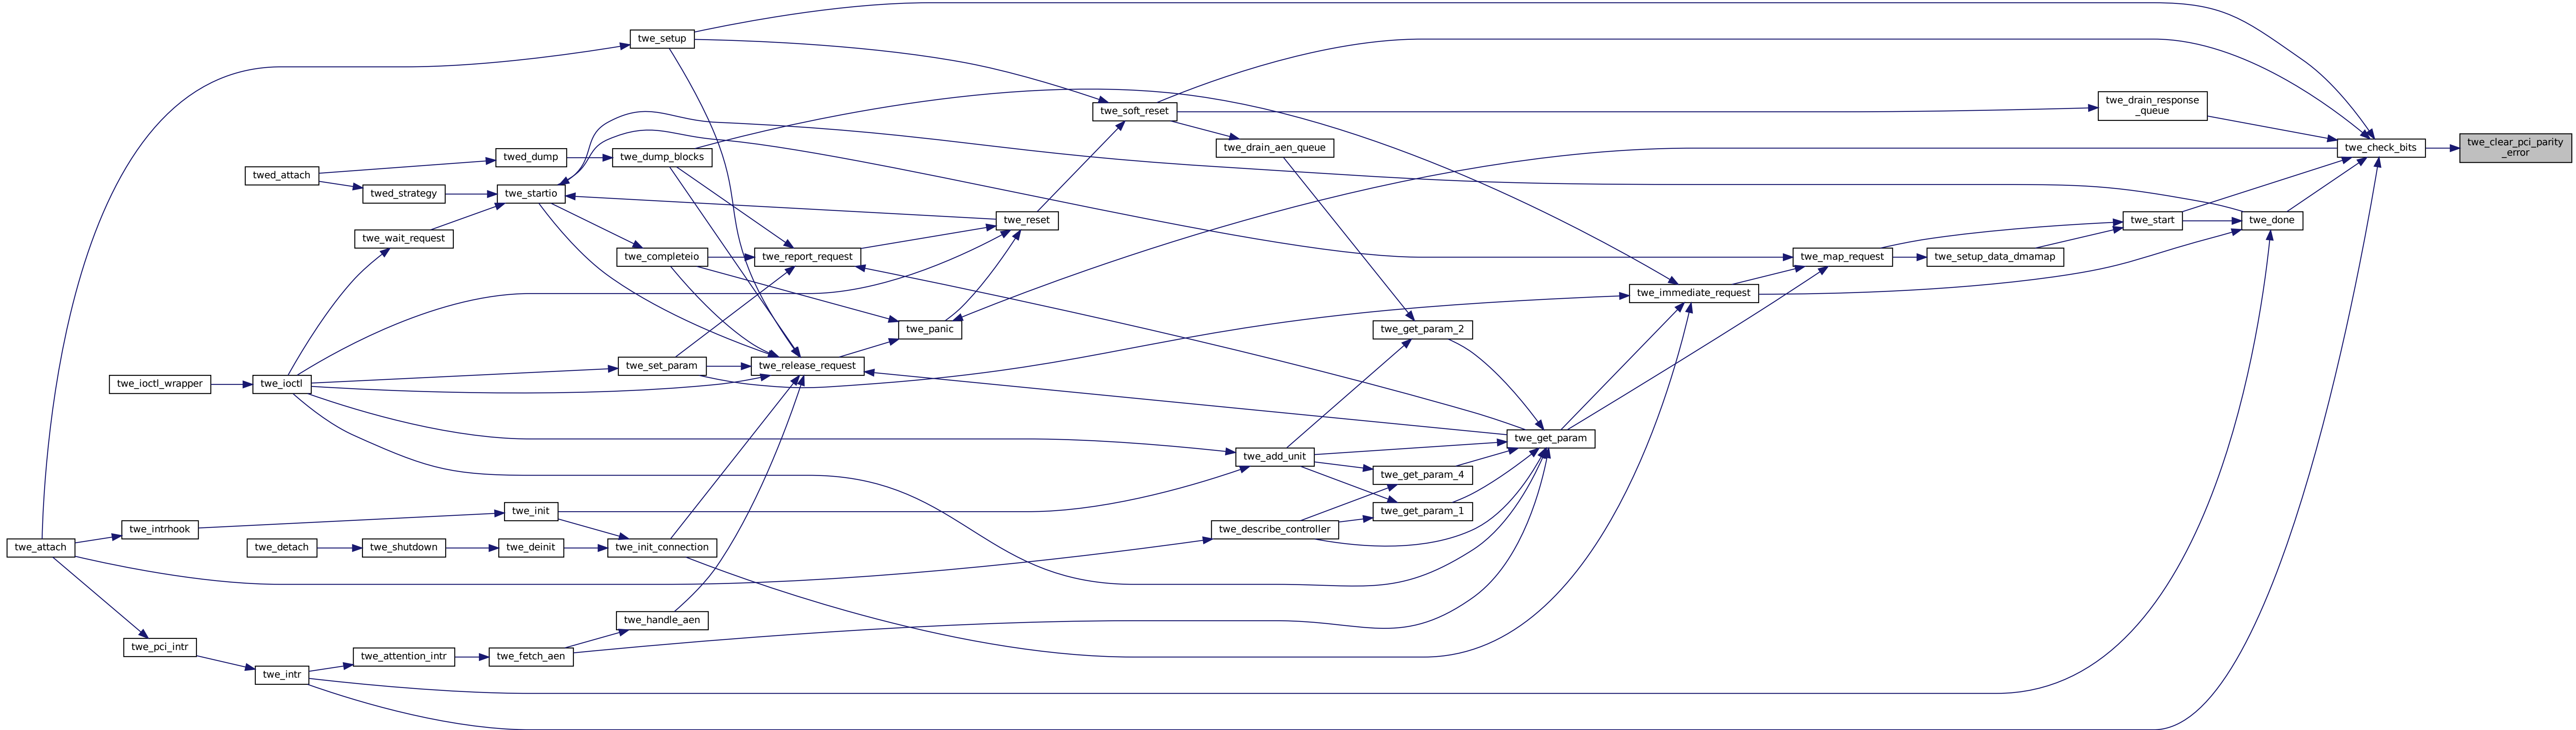 twe_setup
twe_drain_response
_queue
twe_soft_reset
twe_clear_pci_parity
_error
twe_check_bits
twe_drain_aen_queue
twed_dump
twe_dump_blocks
twed_attach
twed_strategy
twe_startio
twe_reset
twe_start
twe_done
twe_wait_request
twe_completeio
twe_report_request
twe_map_request
twe_setup_data_dmamap
twe_immediate_request
twe_panic
twe_get_param_2
twe_set_param
twe_release_request
twe_ioctl_wrapper
twe_ioctl
twe_get_param
twe_add_unit
twe_get_param_4
twe_init
twe_get_param_1
twe_intrhook
twe_describe_controller
twe_attach
twe_detach
twe_shutdown
twe_deinit
twe_init_connection
twe_handle_aen
twe_pci_intr
twe_attention_intr
twe_fetch_aen
twe_intr